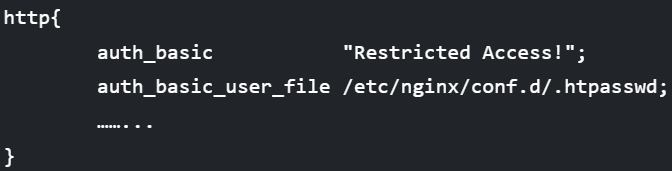 http{
auth_basic "Restricted Access!";
auth_basic_user_file /etc/nginx/conf.d/.htpasswd;
……...
}